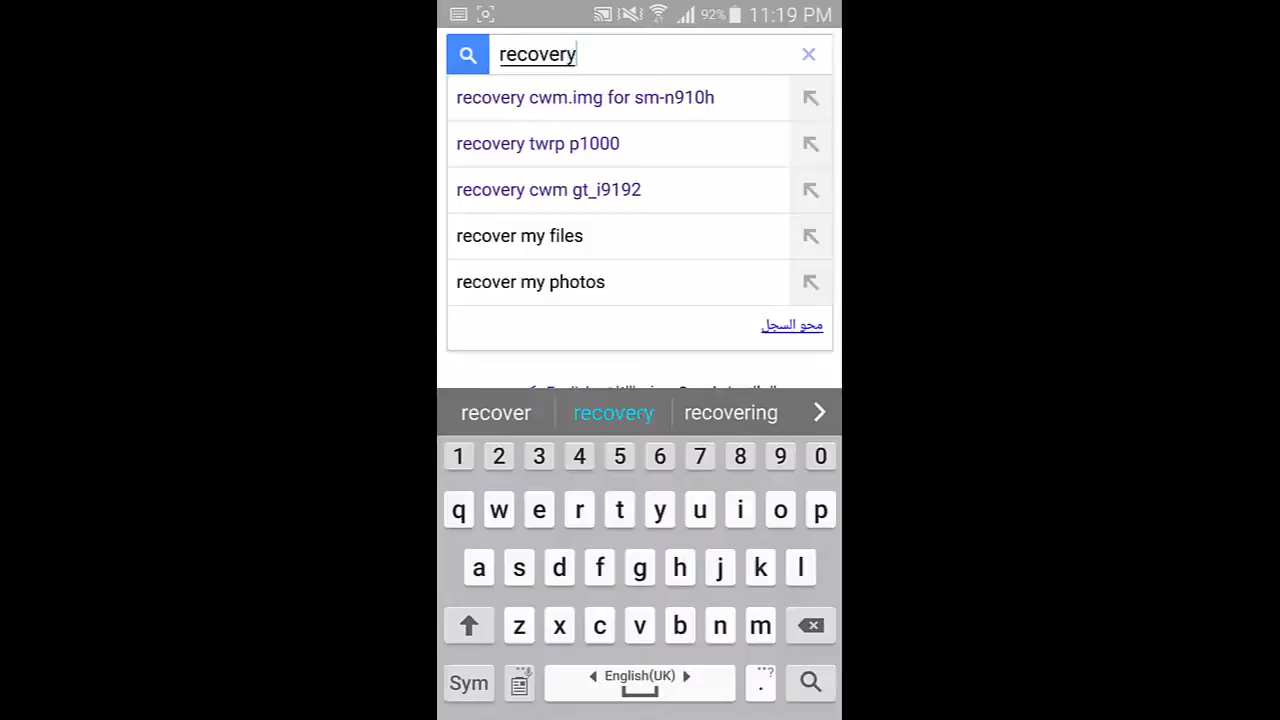 92% 11:19 PM
recovery
recovery cwm.img for sm-n910h
recovery twrp p1000
recovery cwm gt_i9192
recover my files
recover my photos
محو السجل
recover recovery recovering
1 2 3 4 5 6 7 8 9 0
q w e r t y u i o p
a s d f g h j k l
z x c v b n m
Sym English(UK) . ...?